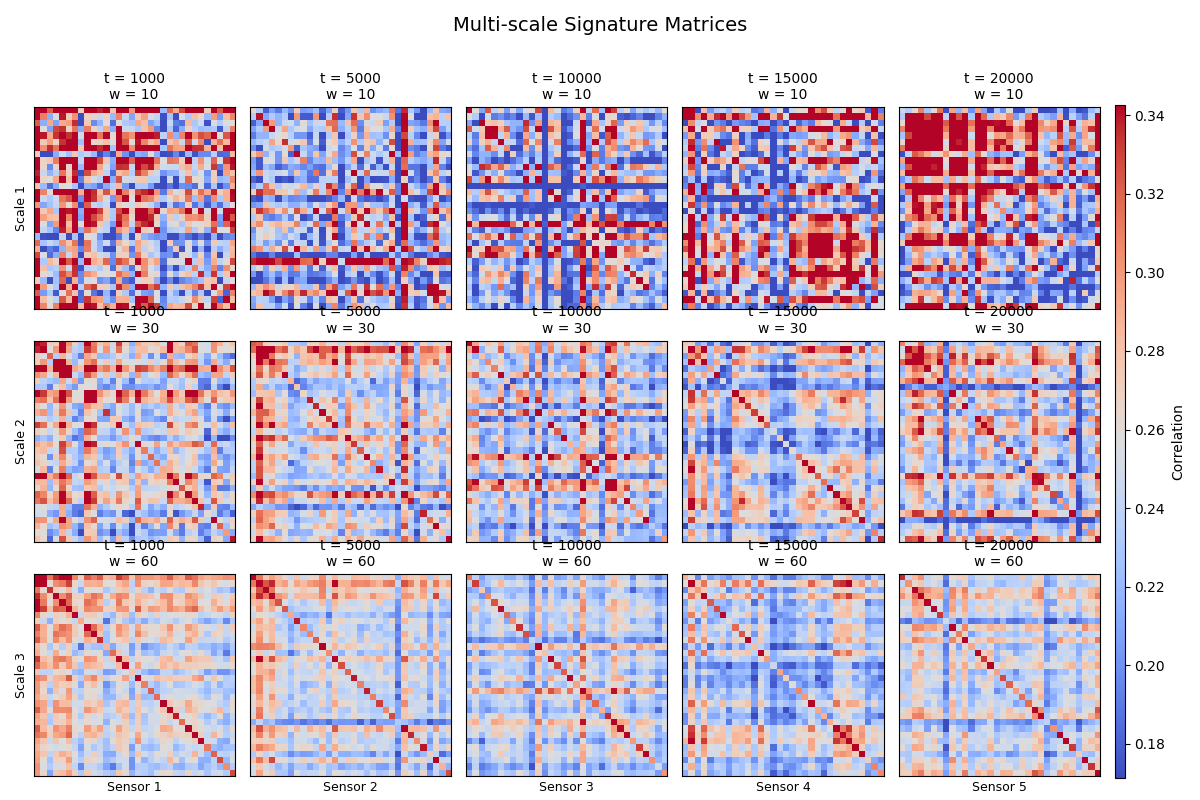 Multi-scale Signature Matrices
t = 1000
w = 10
t = 5000
w = 10
t = 10000
w = 10
t = 15000
w = 10
t = 20000
w = 10
Scale 1
t = 1000
w = 30
t = 5000
w = 30
t = 10000
w = 30
t = 15000
w = 30
t = 20000
w = 30
Scale 2
t = 1000
w = 60
t = 5000
w = 60
t = 10000
w = 60
t = 15000
w = 60
t = 20000
w = 60
Scale 3
Sensor 1
Sensor 2
Sensor 3
Sensor 4
Sensor 5
0.34
0.32
0.30
0.28
0.26
0.24
0.22
0.20
0.18
Correlation